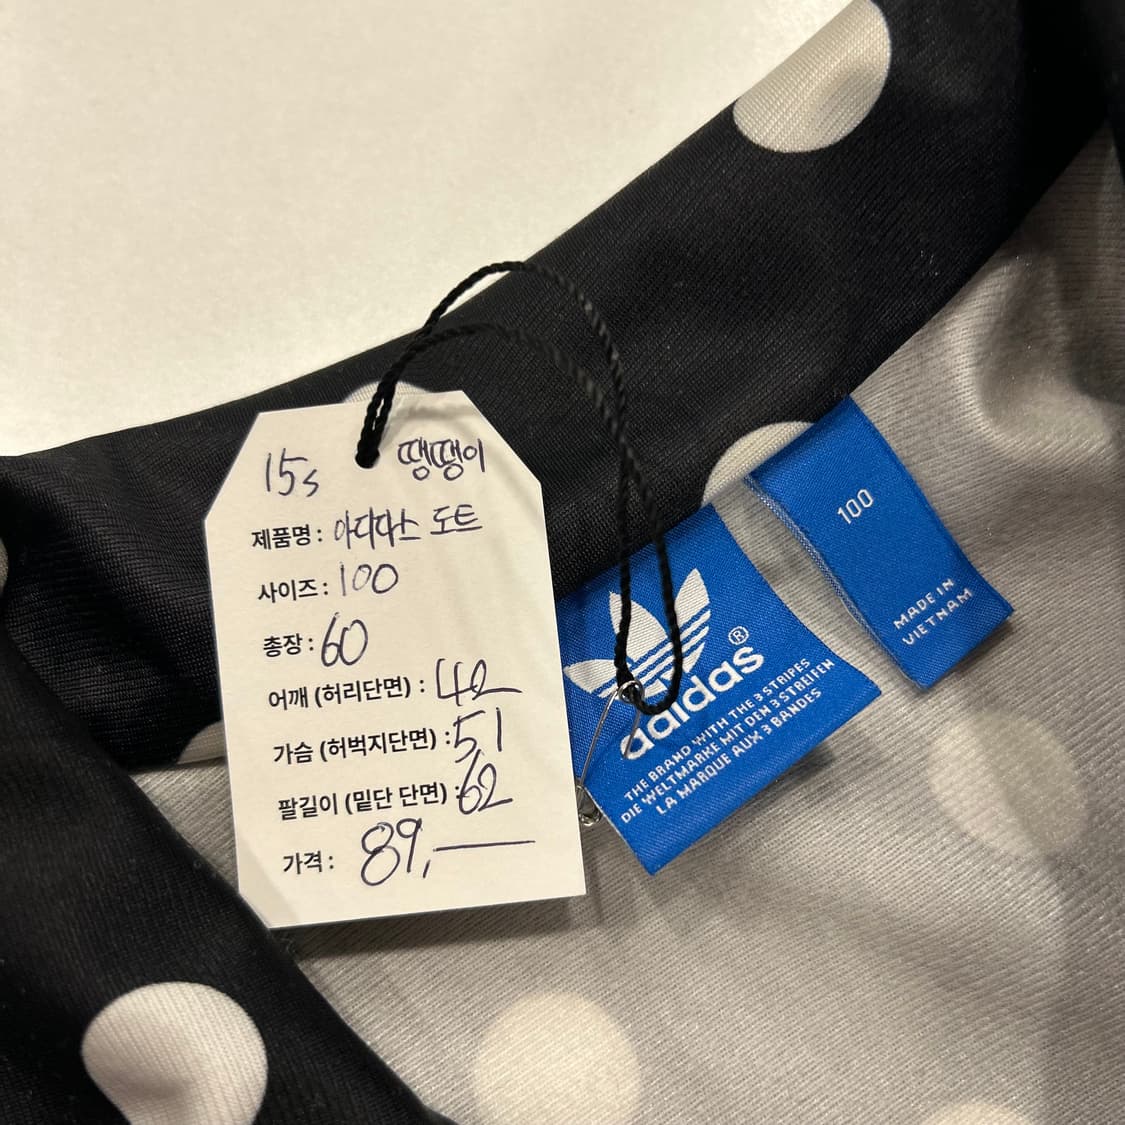 15s 땡땡이
제품명: 아디다스 도트
사이즈: 100
총장: 60
어깨 (허리단면) : 42
가슴 (허벅지단면) : 51
팔길이 (밑단 단면) : 62
가격: 89,—
adidas®
THE BRAND WITH THE 3 STRIPES
DIE WELTMARKE MIT DEN 3 STREIFEN
LA MARQUE AUX 3 BANDES
100
MADE IN
VIETNAM